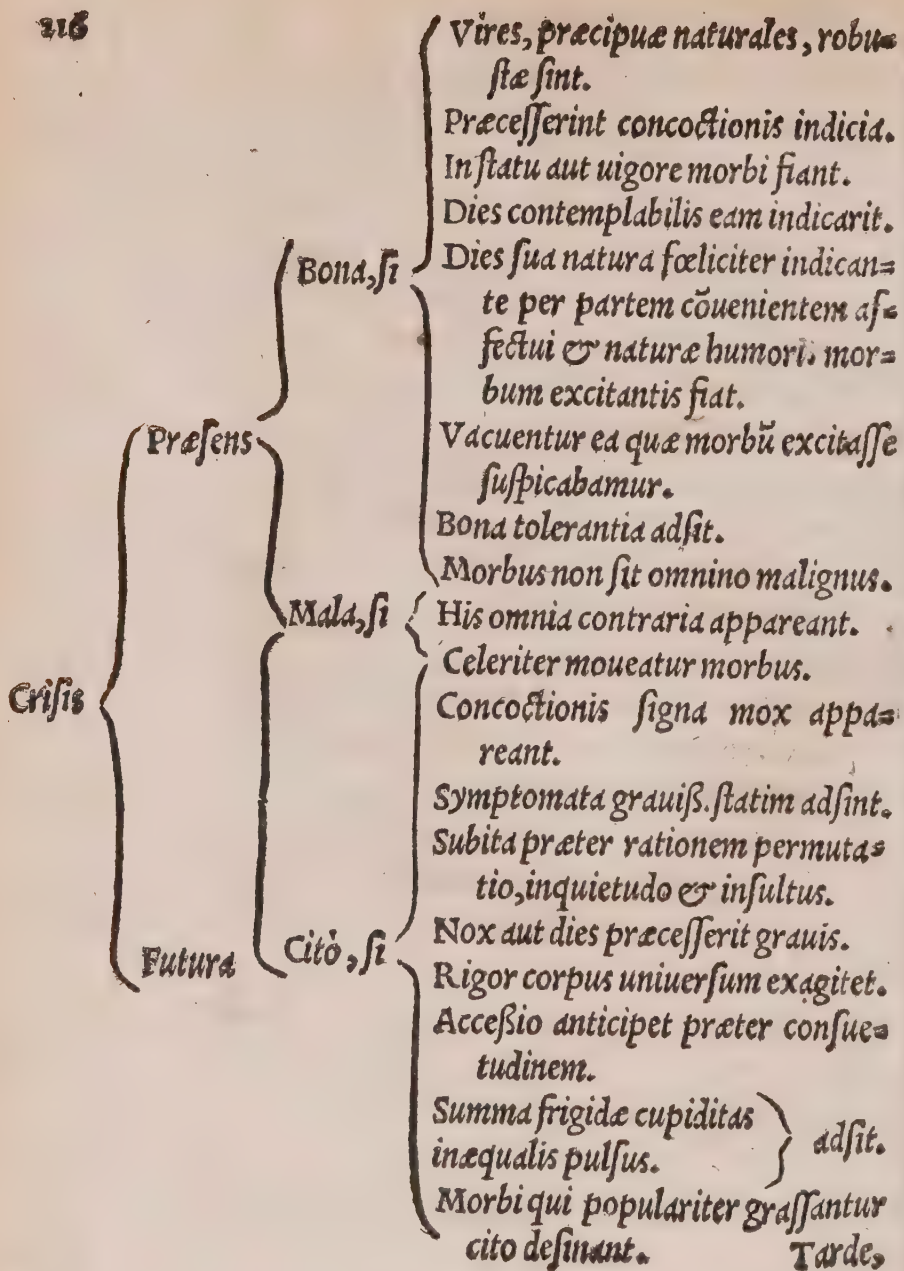 216
Vires, præcipuæ naturales, robu=
ſtæ ſint.
Præceſſerint concoctionis indicia.
In ſtatu aut uigore morbi fiant.
Dies contemplabilis eam indicarit.
Bona, ſi
Dies ſua natura fœliciter indican=
te per partem cõuenientem af=
fectui & naturæ humori. mor=
bum excitantis fiat.
Præſens
Vacuentur ea quæ morbũ excitaſſe
ſuſpicabamur.
Bona tolerantia adſit.
Morbus non ſit omnino malignus.
Mala, ſi
His omnia contraria appareant.
Celeriter moueatur morbus.
Criſis
Concoctionis ſigna mox appa=
reant.
Symptomata grauiß. ſtatim adſint.
Subita præter rationem permuta=
tio, inquietudo & inſultus.
Nox aut dies præceſſerit grauis.
Futura
Citò, ſi
Rigor corpus uniuerſum exagitet.
Acceßio anticipet præter conſue=
tudinem.
Summa frigidæ cupiditas
inæqualis pulſus.
adſit.
Morbi qui populariter graſſantur
cito deſinant.
Tarde,